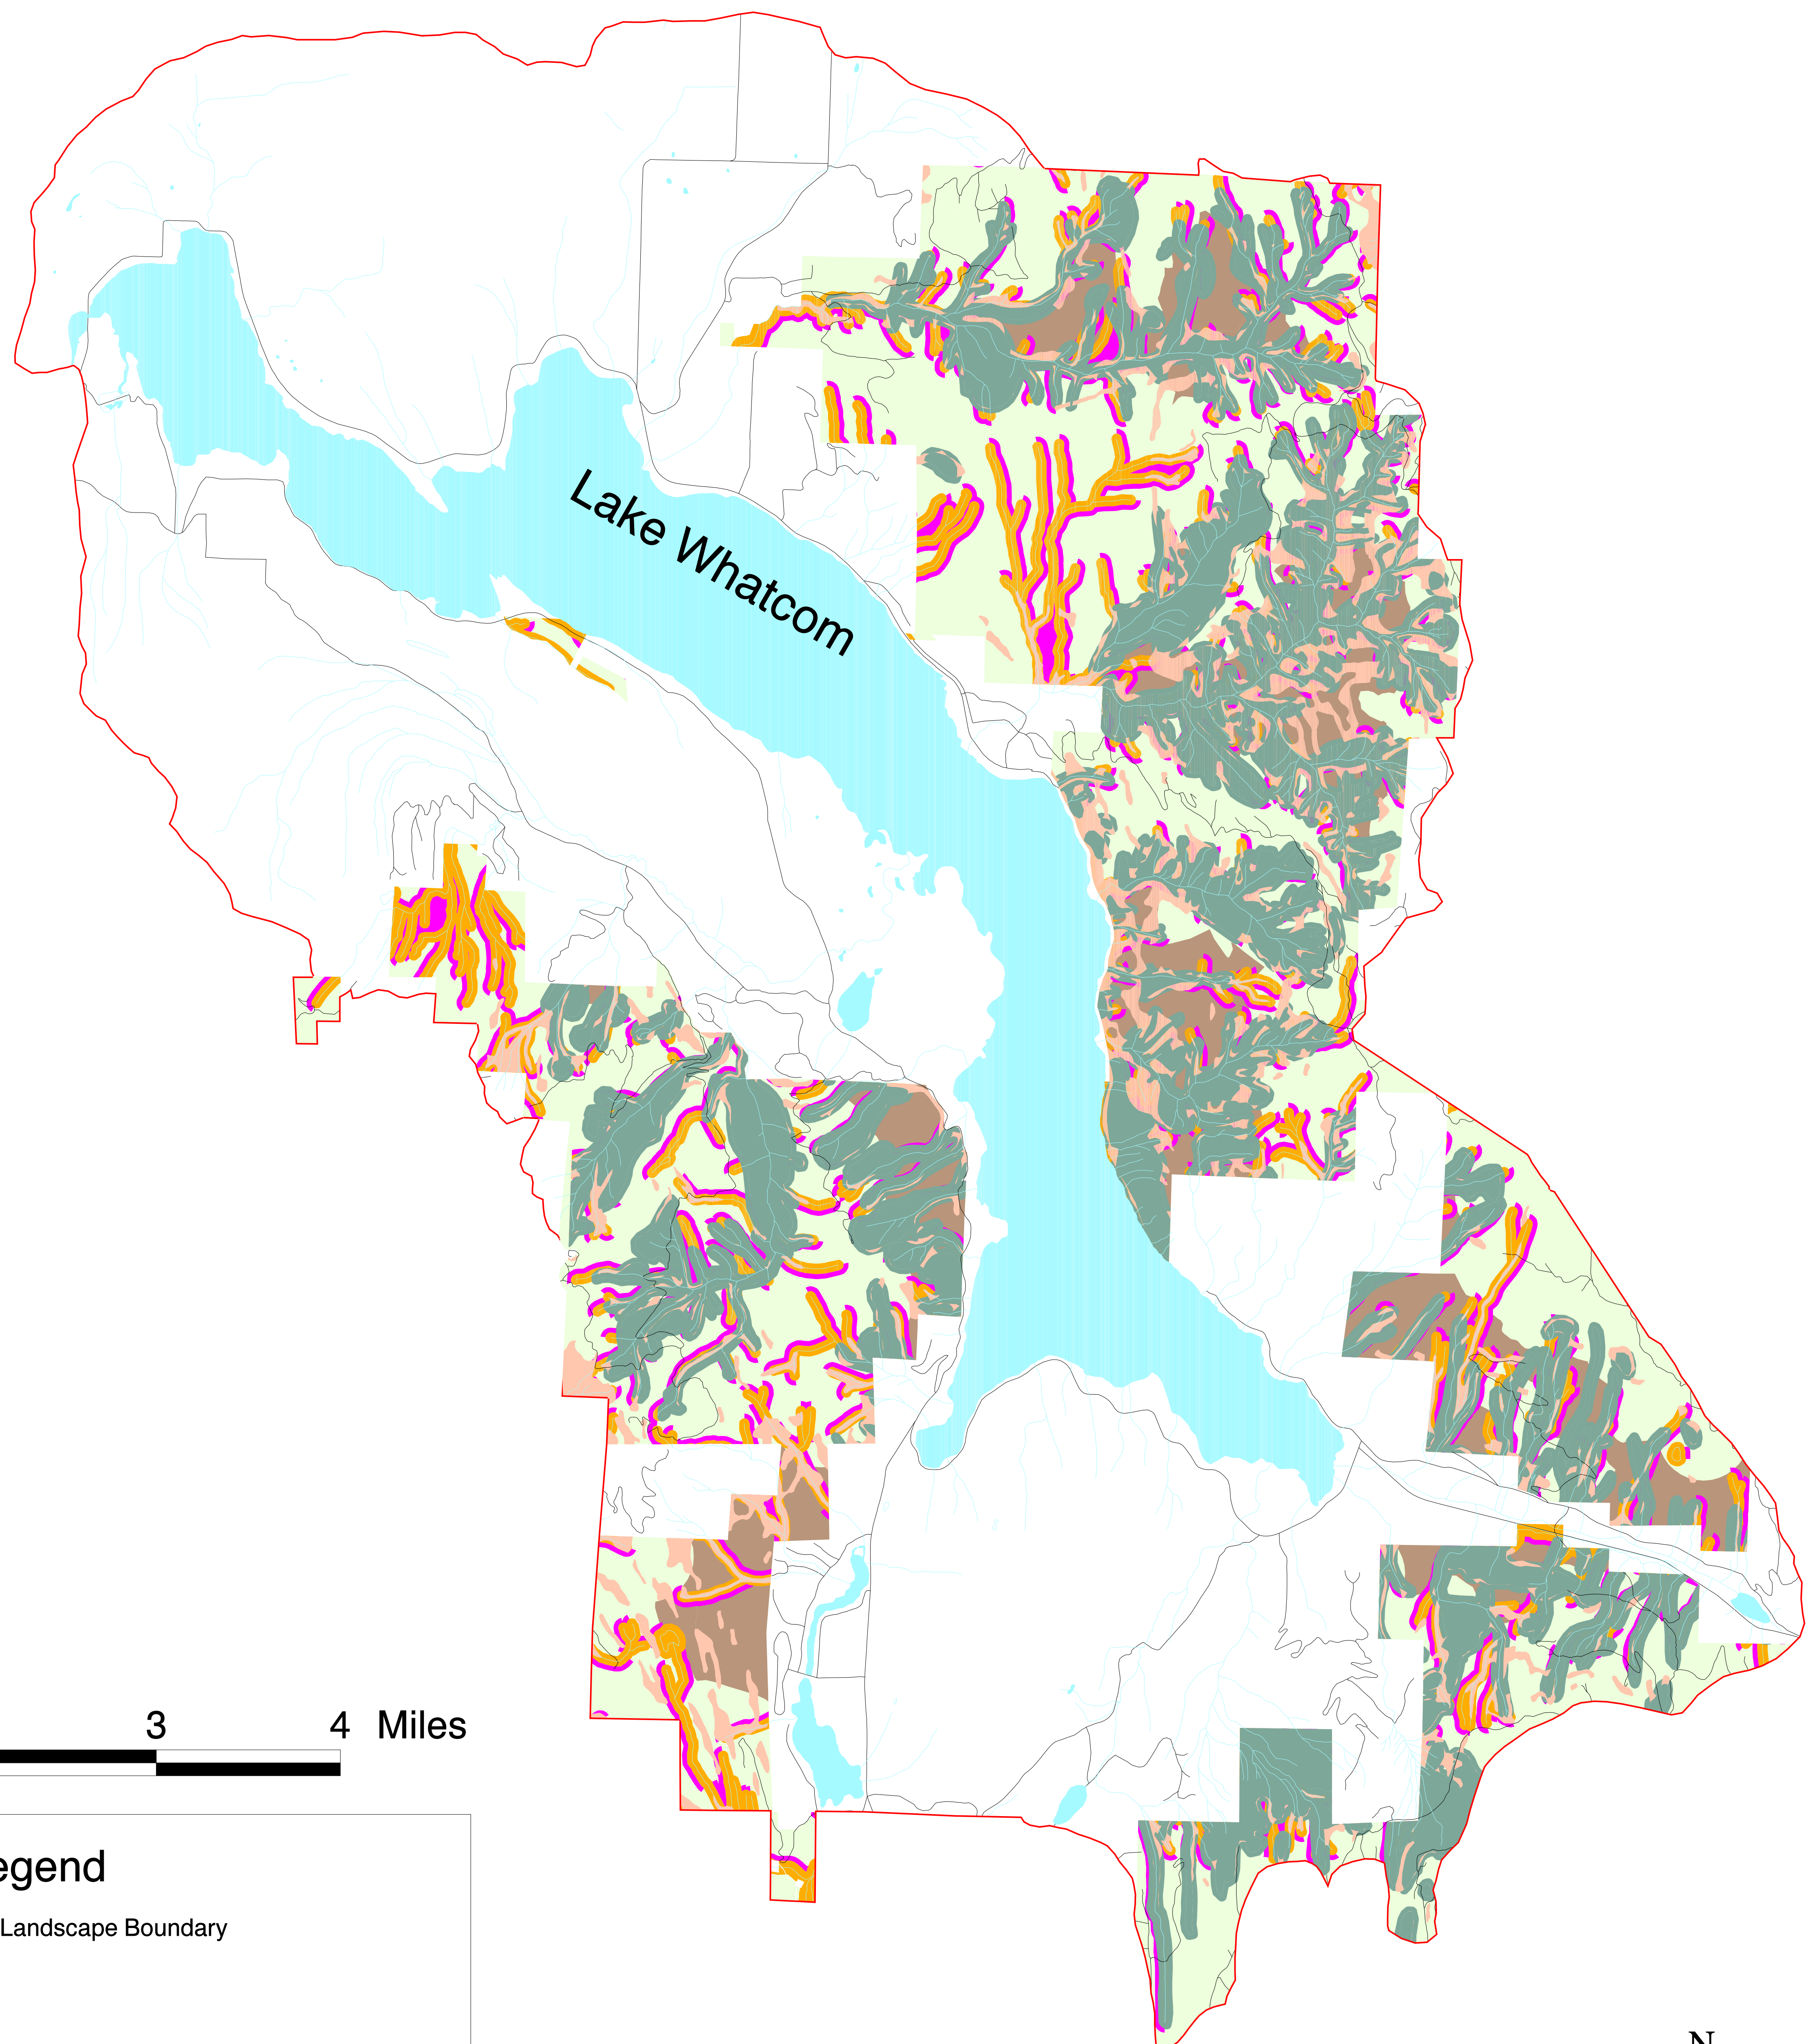 Lake Whatcom
3 4 Miles
egend
Landscape Boundary
N